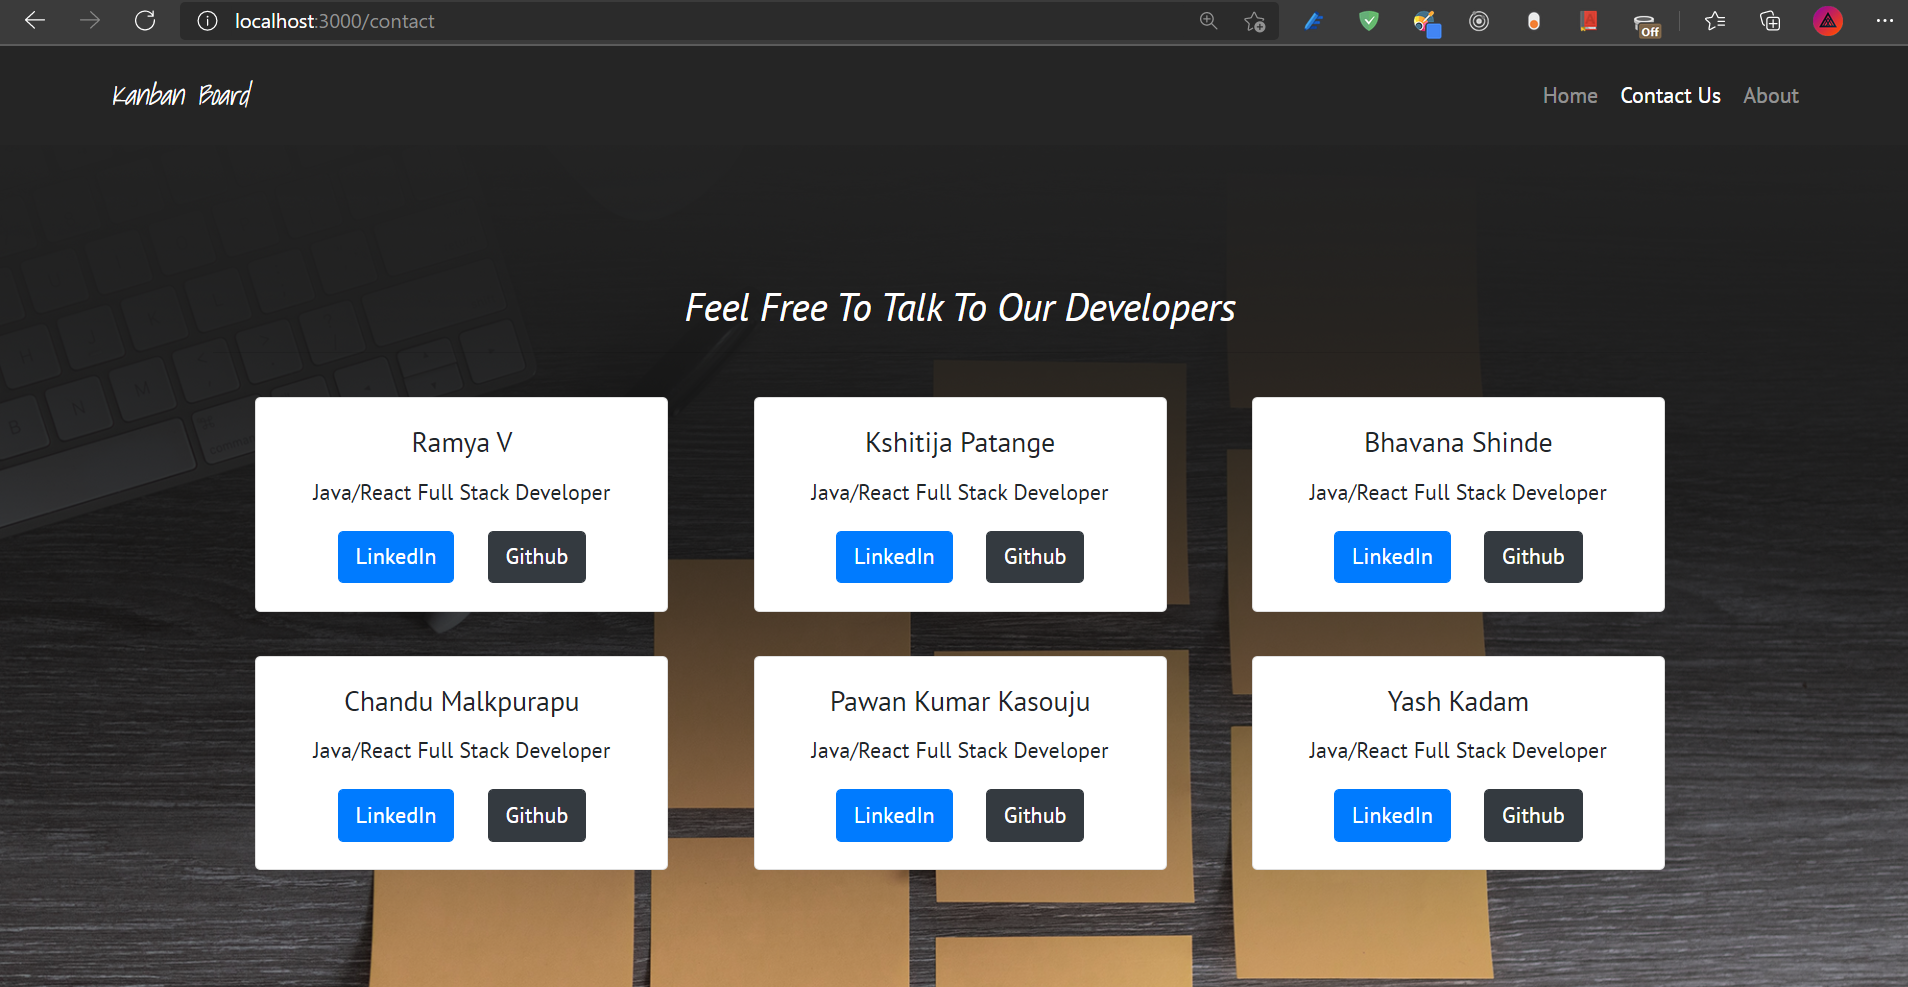 localhost:3000/contact
Off
Kanban Board
Home Contact Us About
Feel Free To Talk To Our Developers
Ramya V
Java/React Full Stack Developer
LinkedIn Github
Kshitija Patange
Java/React Full Stack Developer
LinkedIn Github
Bhavana Shinde
Java/React Full Stack Developer
LinkedIn Github
Chandu Malkpurapu
Java/React Full Stack Developer
LinkedIn Github
Pawan Kumar Kasouju
Java/React Full Stack Developer
LinkedIn Github
Yash Kadam
Java/React Full Stack Developer
LinkedIn Github